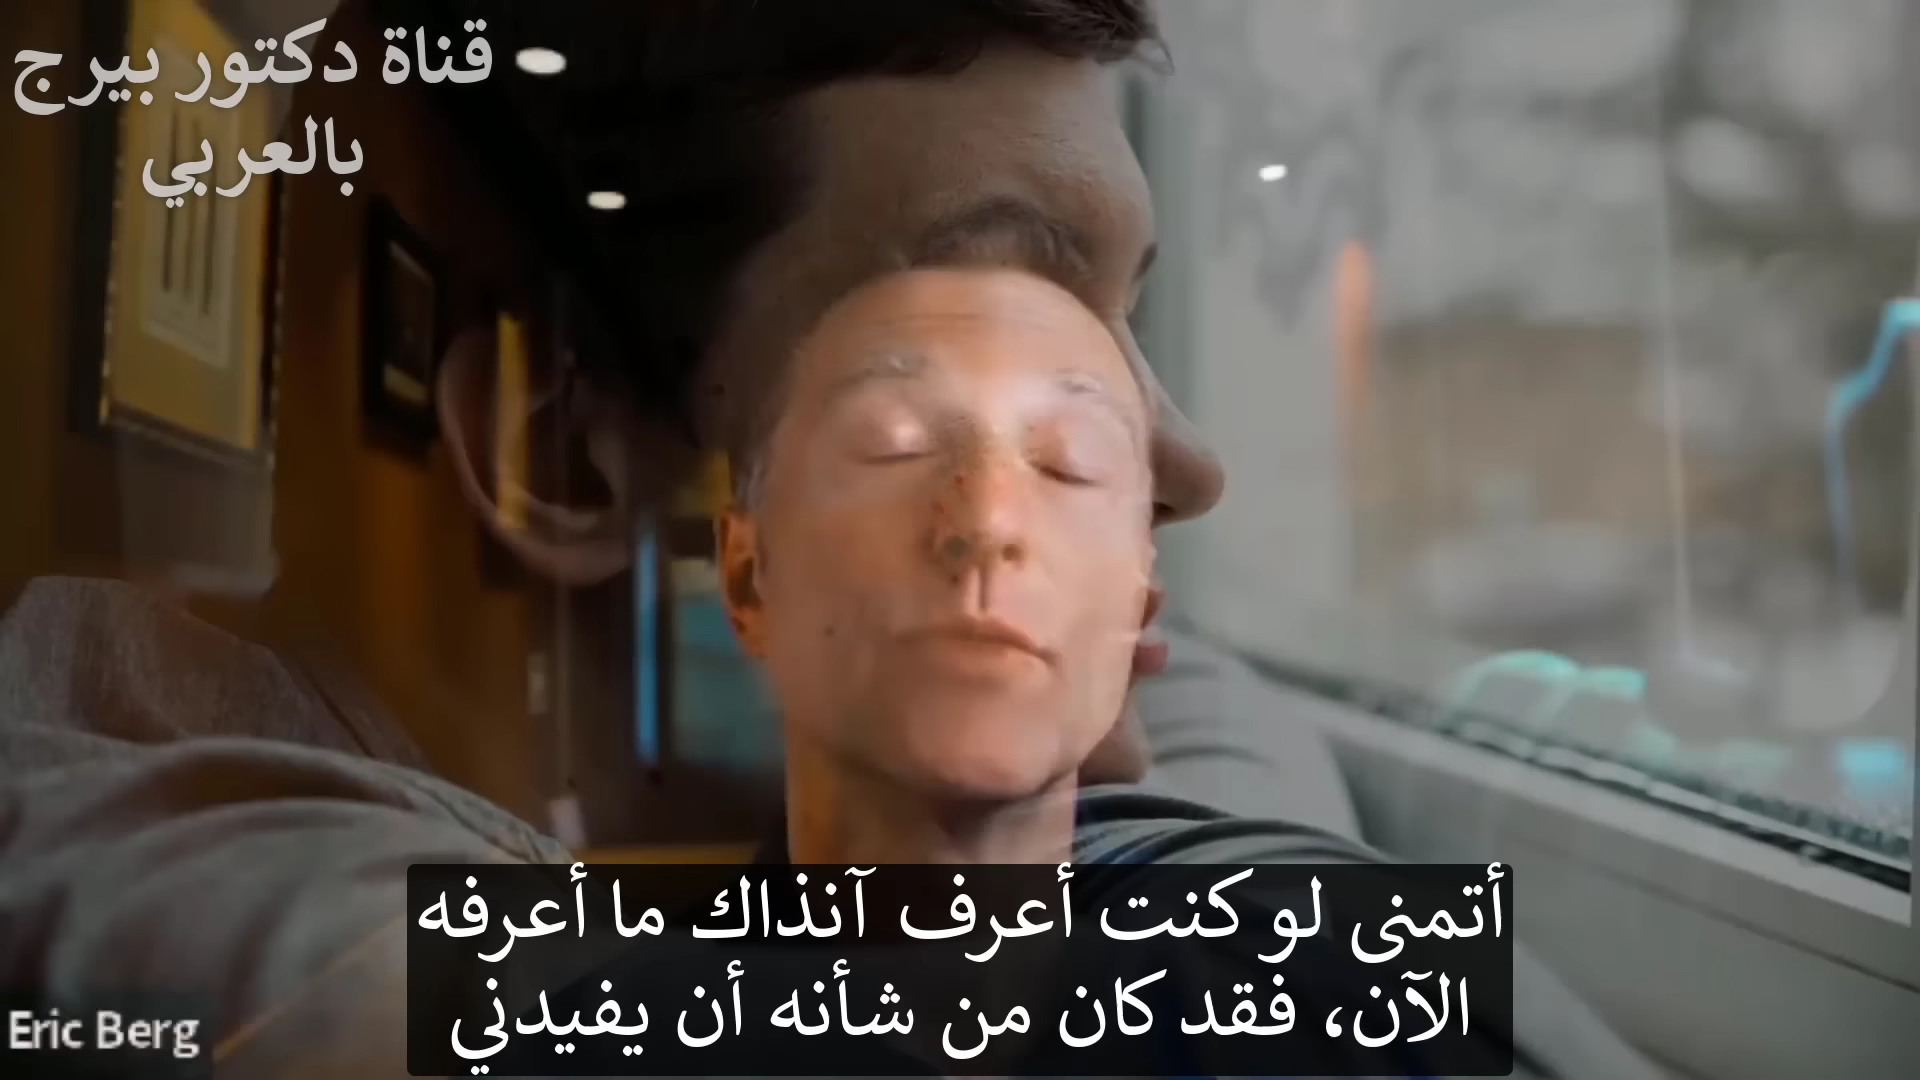 قناة دكتور بيرج
بالعربي
أتمنى لو كنت أعرف آنذاك ما أعرفه
الآن، فقد كان من شأنه أن يفيدني
Eric Berg